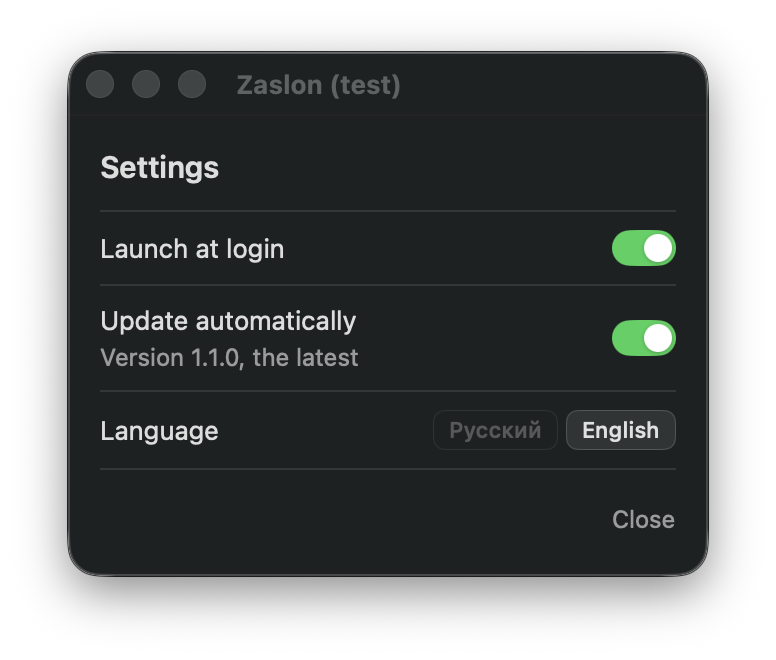 Zaslon (test)
Settings
Launch at login
Update automatically
Version 1.1.0, the latest
Language
Русский
English
Close